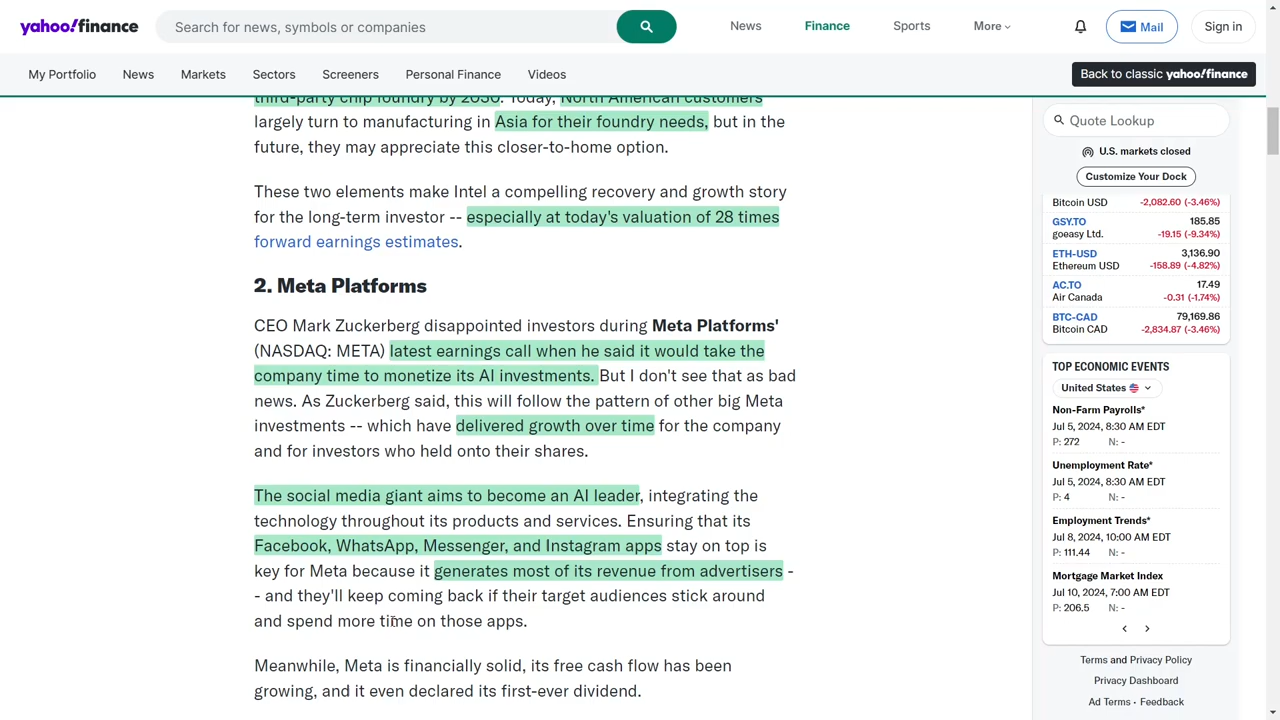 yahoo!finance
Search for news, symbols or companies
News
Finance
Sports
More
Mail
Sign in
My Portfolio
News
Markets
Sectors
Screeners
Personal Finance
Videos
Back to classic yahoo!finance
third-party chip foundry by 2030. Today, North American customers
largely turn to manufacturing in Asia for their foundry needs, but in the
future, they may appreciate this closer-to-home option.
These two elements make Intel a compelling recovery and growth story
for the long-term investor -- especially at today's valuation of 28 times
forward earnings estimates.
2. Meta Platforms
CEO Mark Zuckerberg disappointed investors during Meta Platforms'
(NASDAQ: META) latest earnings call when he said it would take the
company time to monetize its AI investments. But I don't see that as bad
news. As Zuckerberg said, this will follow the pattern of other big Meta
investments -- which have delivered growth over time for the company
and for investors who held onto their shares.
The social media giant aims to become an AI leader, integrating the
technology throughout its products and services. Ensuring that its
Facebook, WhatsApp, Messenger, and Instagram apps stay on top is
key for Meta because it generates most of its revenue from advertisers -
- and they'll keep coming back if their target audiences stick around
and spend more time on those apps.
Meanwhile, Meta is financially solid, its free cash flow has been
growing, and it even declared its first-ever dividend.
Quote Lookup
U.S. markets closed
Customize Your Dock
Bitcoin USD -2,082.60 (-3.46%)
GSY.TO 185.85
goeasy Ltd. -19.15 (-9.34%)
ETH-USD 3,136.90
Ethereum USD -158.89 (-4.82%)
AC.TO 17.49
Air Canada -0.31 (-1.74%)
BTC-CAD 79,169.86
Bitcoin CAD -2,834.87 (-3.46%)
TOP ECONOMIC EVENTS
United States
Non-Farm Payrolls*
Jul 5, 2024, 8:30 AM EDT
P: 272 N: -
Unemployment Rate*
Jul 5, 2024, 8:30 AM EDT
P: 4 N: -
Employment Trends*
Jul 8, 2024, 10:00 AM EDT
P: 111.44 N: -
Mortgage Market Index
Jul 10, 2024, 7:00 AM EDT
P: 206.5 N: -
Terms and Privacy Policy
Privacy Dashboard
Ad Terms • Feedback